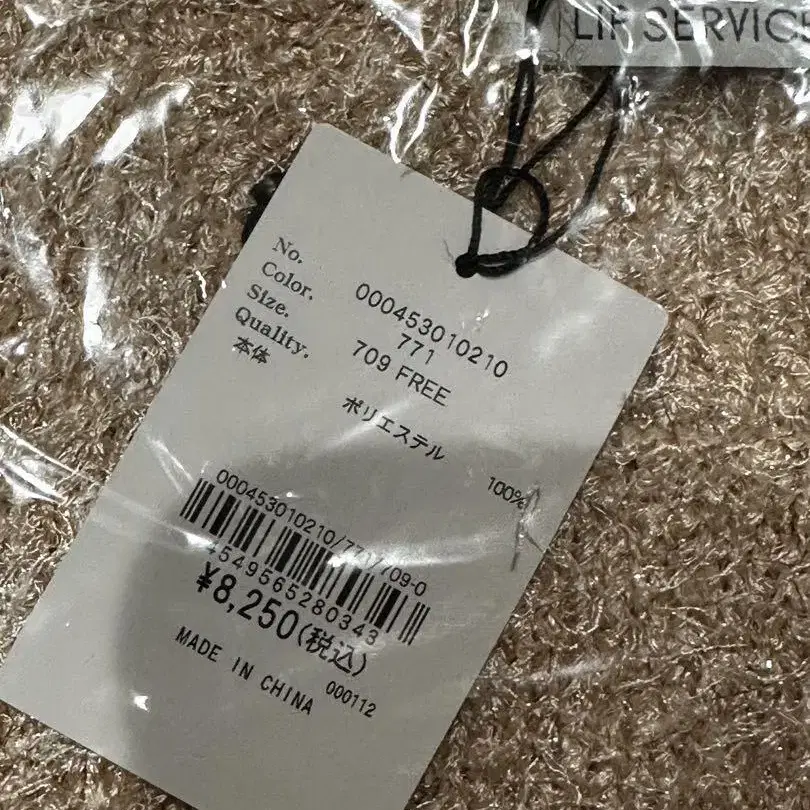 LIP SERVIC
No. 000453010210
Color. 771
Size. 709 FREE
Quality.
本体 ポリエステル 100%
000453010210/771/709-0
4549565280343
¥8,250(税込)
MADE IN CHINA 000112